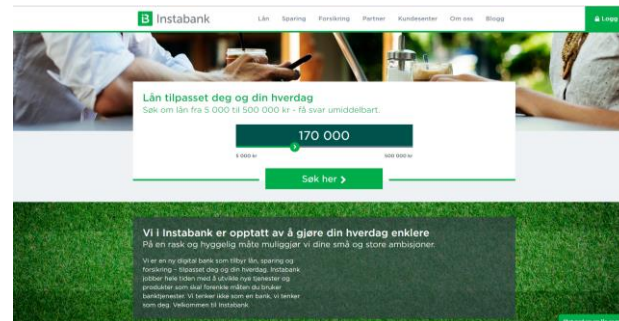 Instabank
Lån Sparing Forsikring Partner Kundesenter Om oss Blogg
Logg
Lån tilpasset deg og din hverdag
Søk om lån fra 5 000 til 500 000 kr - få svar umiddelbart.
170 000
5 000 kr 500 000 kr
Søk her
Vi i Instabank er opptatt av å gjøre din hverdag enklere
På en rask og hyggelig måte muliggjør vi dine små og store ambisjoner.
Vi er en ny digital bank som tilbyr lån, sparing og
forsikring - tilpasset deg og din hverdag. Instabank
jobber hele tiden med å utvikle nye tjenester og
produkter som skal forenkle måten du bruker
banktjenester. Vi tenker ikke som en bank, vi tenker
som deg. Velkommen til Instabank